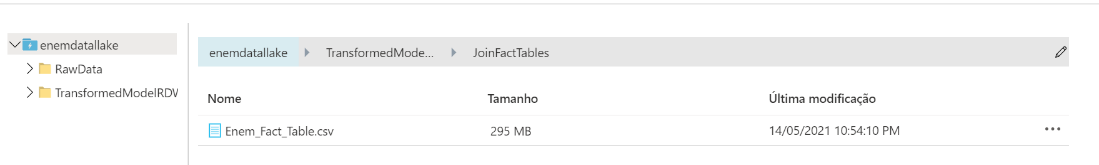 enemdatallake
RawData
TransformedModelRDW
enemdatallake TransformedMode... JoinFactTables
Nome Tamanho Última modificação
Enem_Fact_Table.csv 295 MB 14/05/2021 10:54:10 PM